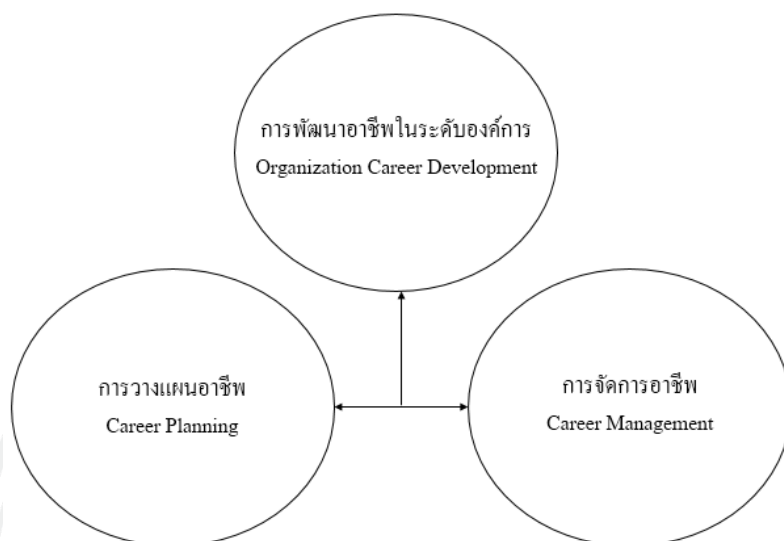 การพัฒนาอาชีพในระดับองค์การ
Organization Career Development
การวางแผนอาชีพ
Career Planning
การจัดการอาชีพ
Career Management